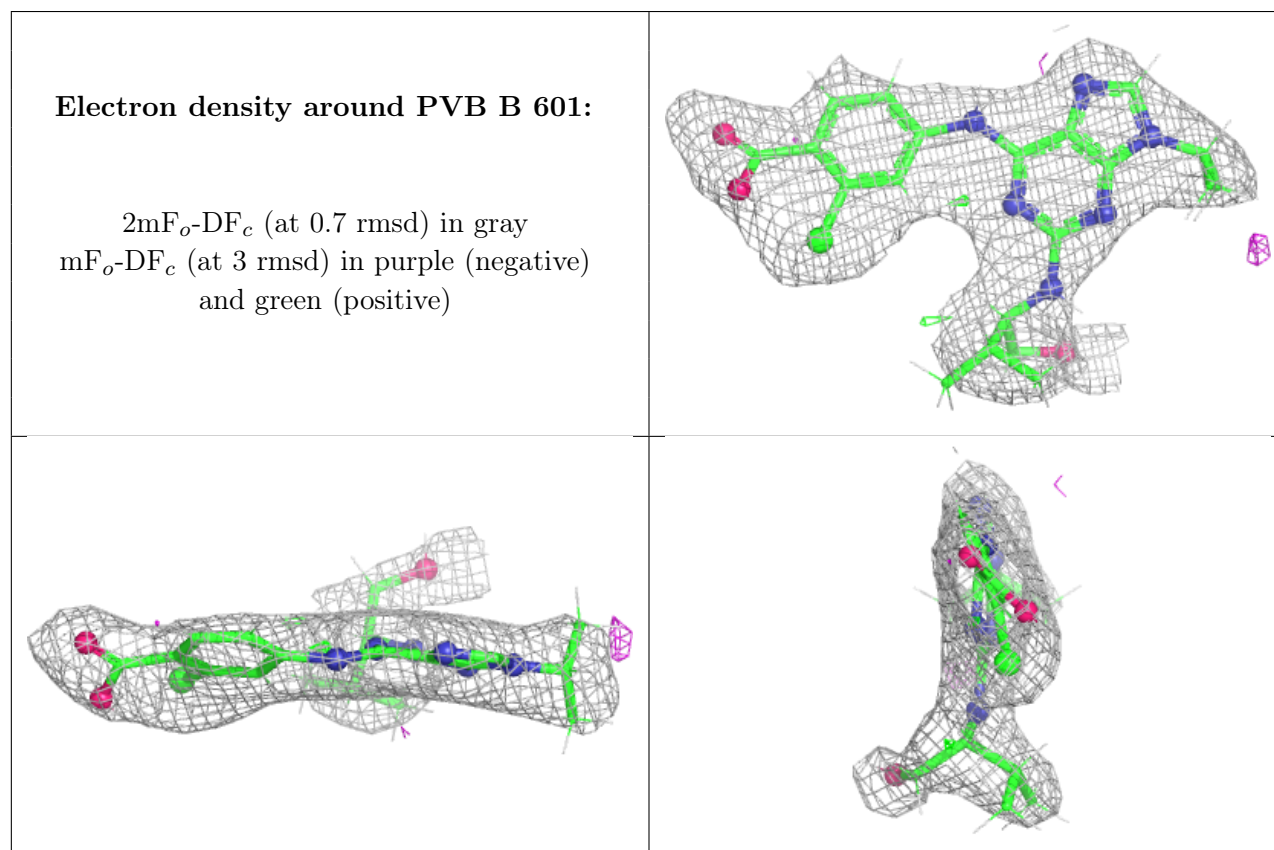 Electron density around PVB B 601:
2mFₒ-DF𝒸 (at 0.7 rmsd) in gray
mFₒ-DF𝒸 (at 3 rmsd) in purple (negative)
and green (positive)